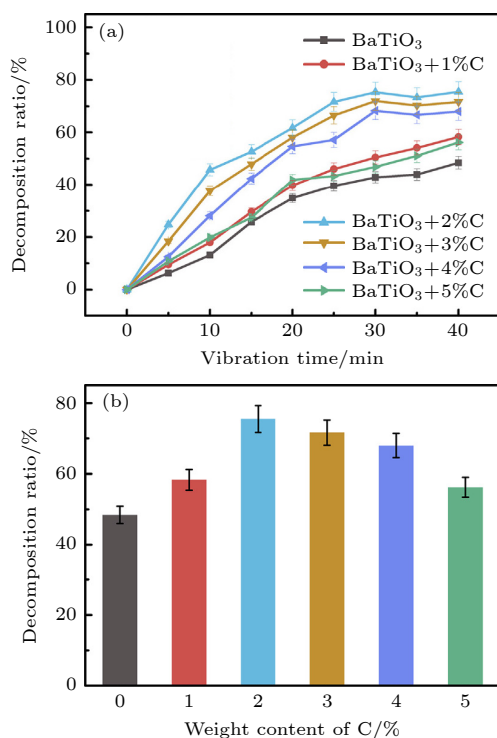 (a)
BaTiO₃
BaTiO₃+1%C
BaTiO₃+2%C
BaTiO₃+3%C
BaTiO₃+4%C
BaTiO₃+5%C
Decomposition ratio/%
100
80
60
40
20
0
0 10 20 30 40
Vibration time/min
(b)
Decomposition ratio/%
80
60
40
20
0
0 1 2 3 4 5
Weight content of C/%